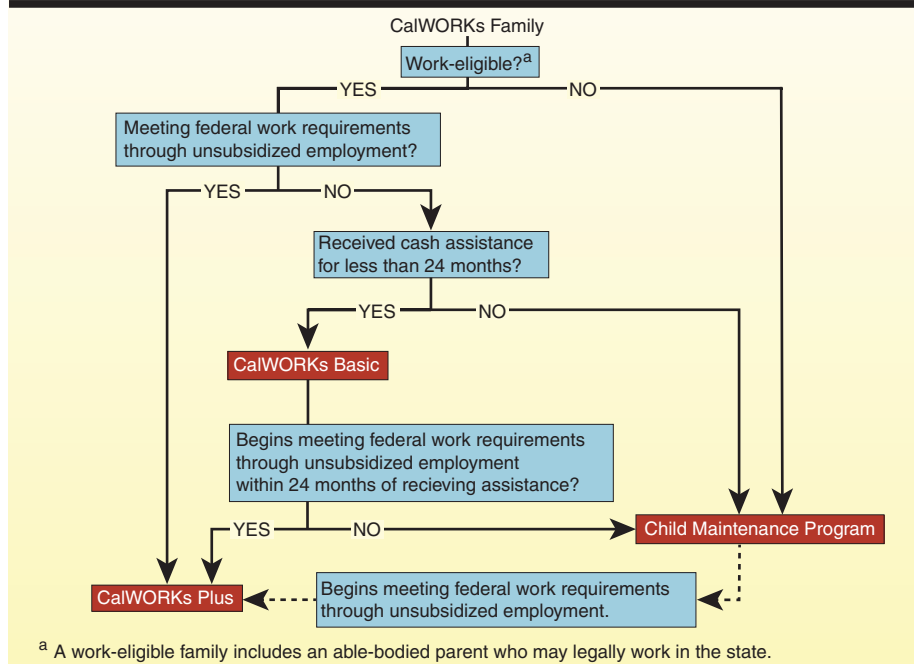 CalWORKs Family
Work-eligible?a
YES
NO
Meeting federal work requirements
through unsubsidized employment?
YES
NO
Received cash assistance
for less than 24 months?
YES
NO
CalWORKs Basic
Begins meeting federal work requirements
through unsubsidized employment
within 24 months of recieving assistance?
YES
NO
Child Maintenance Program
CalWORKs Plus
Begins meeting federal work requirements
through unsubsidized employment.
a A work-eligible family includes an able-bodied parent who may legally work in the state.